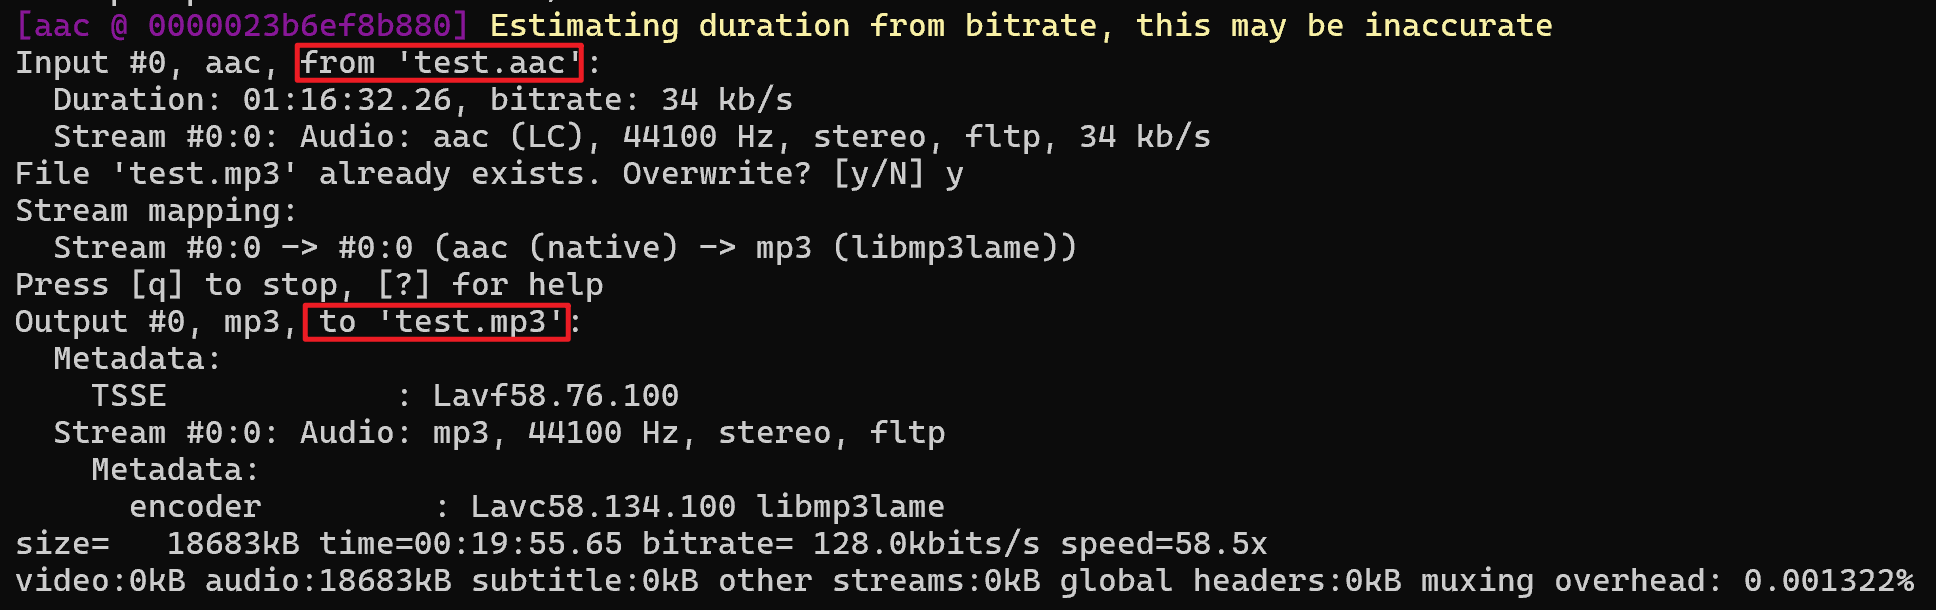 [aac @ 0000023b6ef8b880] Estimating duration from bitrate, this may be inaccurate
Input #0, aac, from 'test.aac':
  Duration: 01:16:32.26, bitrate: 34 kb/s
  Stream #0:0: Audio: aac (LC), 44100 Hz, stereo, fltp, 34 kb/s
File 'test.mp3' already exists. Overwrite? [y/N] y
Stream mapping:
  Stream #0:0 -> #0:0 (aac (native) -> mp3 (libmp3lame))
Press [q] to stop, [?] for help
Output #0, mp3, to 'test.mp3':
  Metadata:
    TSSE            : Lavf58.76.100
  Stream #0:0: Audio: mp3, 44100 Hz, stereo, fltp
    Metadata:
      encoder         : Lavc58.134.100 libmp3lame
size=   18683kB time=00:19:55.65 bitrate= 128.0kbits/s speed=58.5x
video:0kB audio:18683kB subtitle:0kB other streams:0kB global headers:0kB muxing overhead: 0.001322%